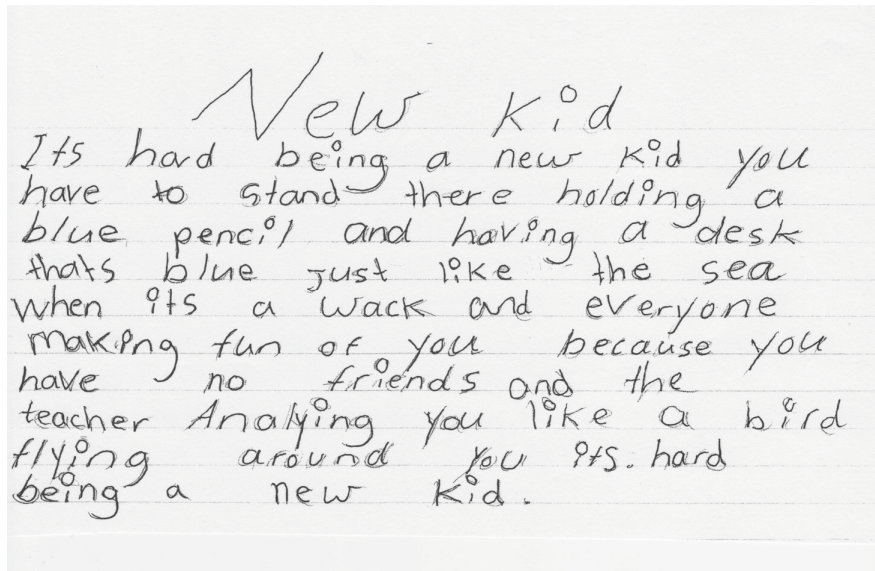 New Kid
Its hard being a new Kid you
have to stand there holding a
blue pencil and having a desk
thats blue just like the sea
when its a wack and everyone
making fun of you because you
have no friends and the
teacher Analying you like a bird
flying around you its. hard
being a new Kid.